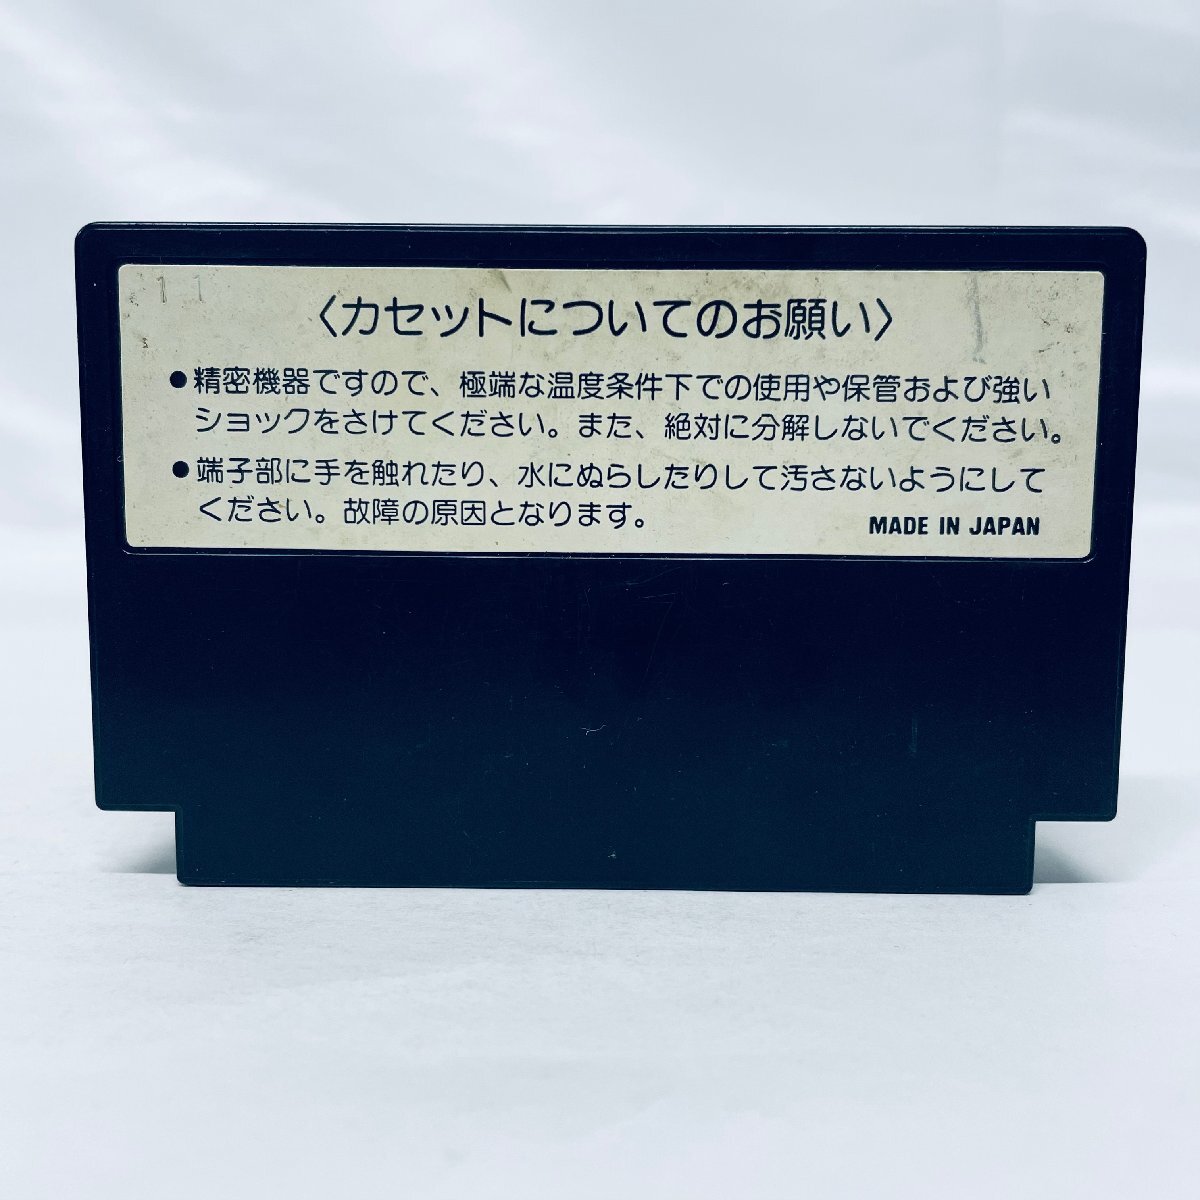 11
〈カセットについてのお願い〉
●精密機器ですので、極端な温度条件下での使用や保管および強い
ショックをさけてください。また、絶対に分解しないでください。
●端子部に手を触れたり、水にぬらしたりして汚さないようにして
ください。故障の原因となります。
MADE IN JAPAN